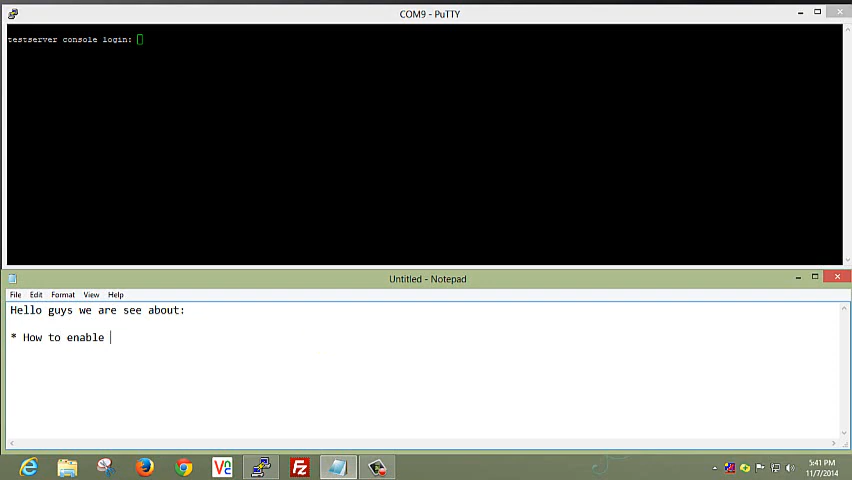 COM9 - PuTTY
testserver console login:
Untitled - Notepad
File Edit Format View Help
Hello guys we are see about:
* How to enable
5:41 PM
11/7/2014